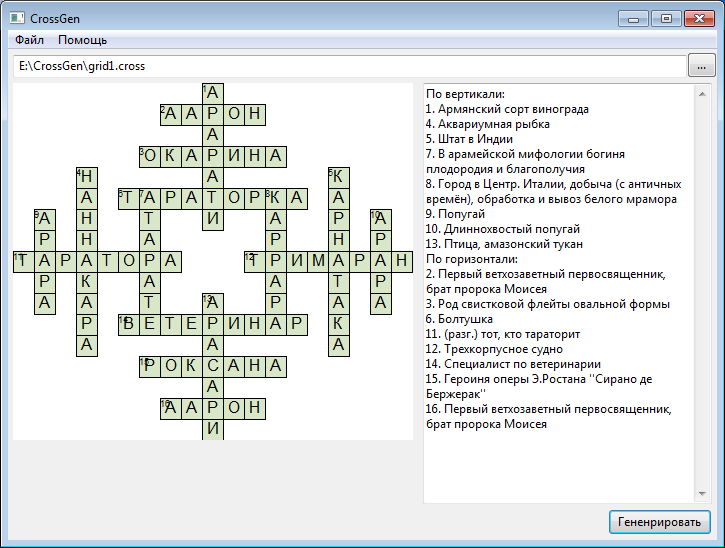 CrossGen
Файл Помощь
E:\CrossGen\grid1.cross
...
1А
2ААРОН
А
3ОКАРИНА
4Н А 5К
А 6Т7АРАТОР8КА А
9А Н Т И А Р 10А
Р Н А Р Н Р
11ТАРАТОРА 12ТРИМАРАН
Р К А А Т Р
А А Т 13А Р А А
Р 14ВЕТЕРИНАР К
А А А
15РОКСАНА
А
16ААРОН
И
По вертикали:
1. Армянский сорт винограда
4. Аквариумная рыбка
5. Штат в Индии
7. В арамейской мифологии богиня
плодородия и благополучия
8. Город в Центр. Италии, добыча (с античных
времён), обработка и вывоз белого мрамора
9. Попугай
10. Длиннохвостый попугай
13. Птица, амазонский тукан
По горизонтали:
2. Первый ветхозаветный первосвященник,
брат пророка Моисея
3. Род свистковой флейты овальной формы
6. Болтушка
11. (разг.) тот, кто тараторит
12. Трехкорпусное судно
14. Специалист по ветеринарии
15. Героиня оперы Э.Ростана "Сирано де
Бержерак"
16. Первый ветхозаветный первосвященник,
брат пророка Моисея
Гененрировать